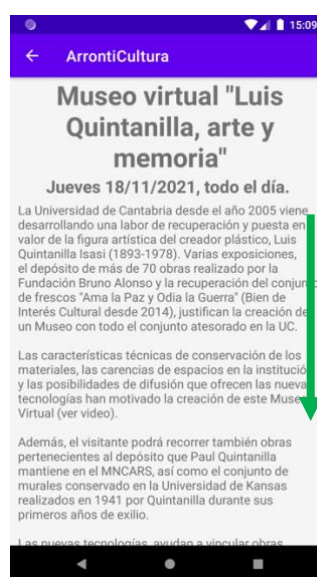 15:09
ArrontiCultura
Museo virtual "Luis
Quintanilla, arte y
memoria"
Jueves 18/11/2021, todo el día.
La Universidad de Cantabria desde el año 2005 viene
desarrollando una labor de recuperación y puesta en
valor de la figura artística del creador plástico, Luis
Quintanilla Isasi (1893-1978). Varias exposiciones,
el depósito de más de 70 obras realizado por la
Fundación Bruno Alonso y la recuperación del conjunto
de frescos "Ama la Paz y Odia la Guerra" (Bien de
Interés Cultural desde 2014), justifican la creación de
un Museo con todo el conjunto atesorado en la UC.
Las características técnicas de conservación de los
materiales, las carencias de espacios en la institución
y las posibilidades de difusión que ofrecen las nuevas
tecnologías han motivado la creación de este Museo
Virtual (ver video).
Además, el visitante podrá recorrer también obras
pertenecientes al depósito que Paul Quintanilla
mantiene en el MNCARS, así como el conjunto de
murales conservado en la Universidad de Kansas
realizados en 1941 por Quintanilla durante sus
primeros años de exilio.
Las nuevas tecnologías, ayudan a vincular obras